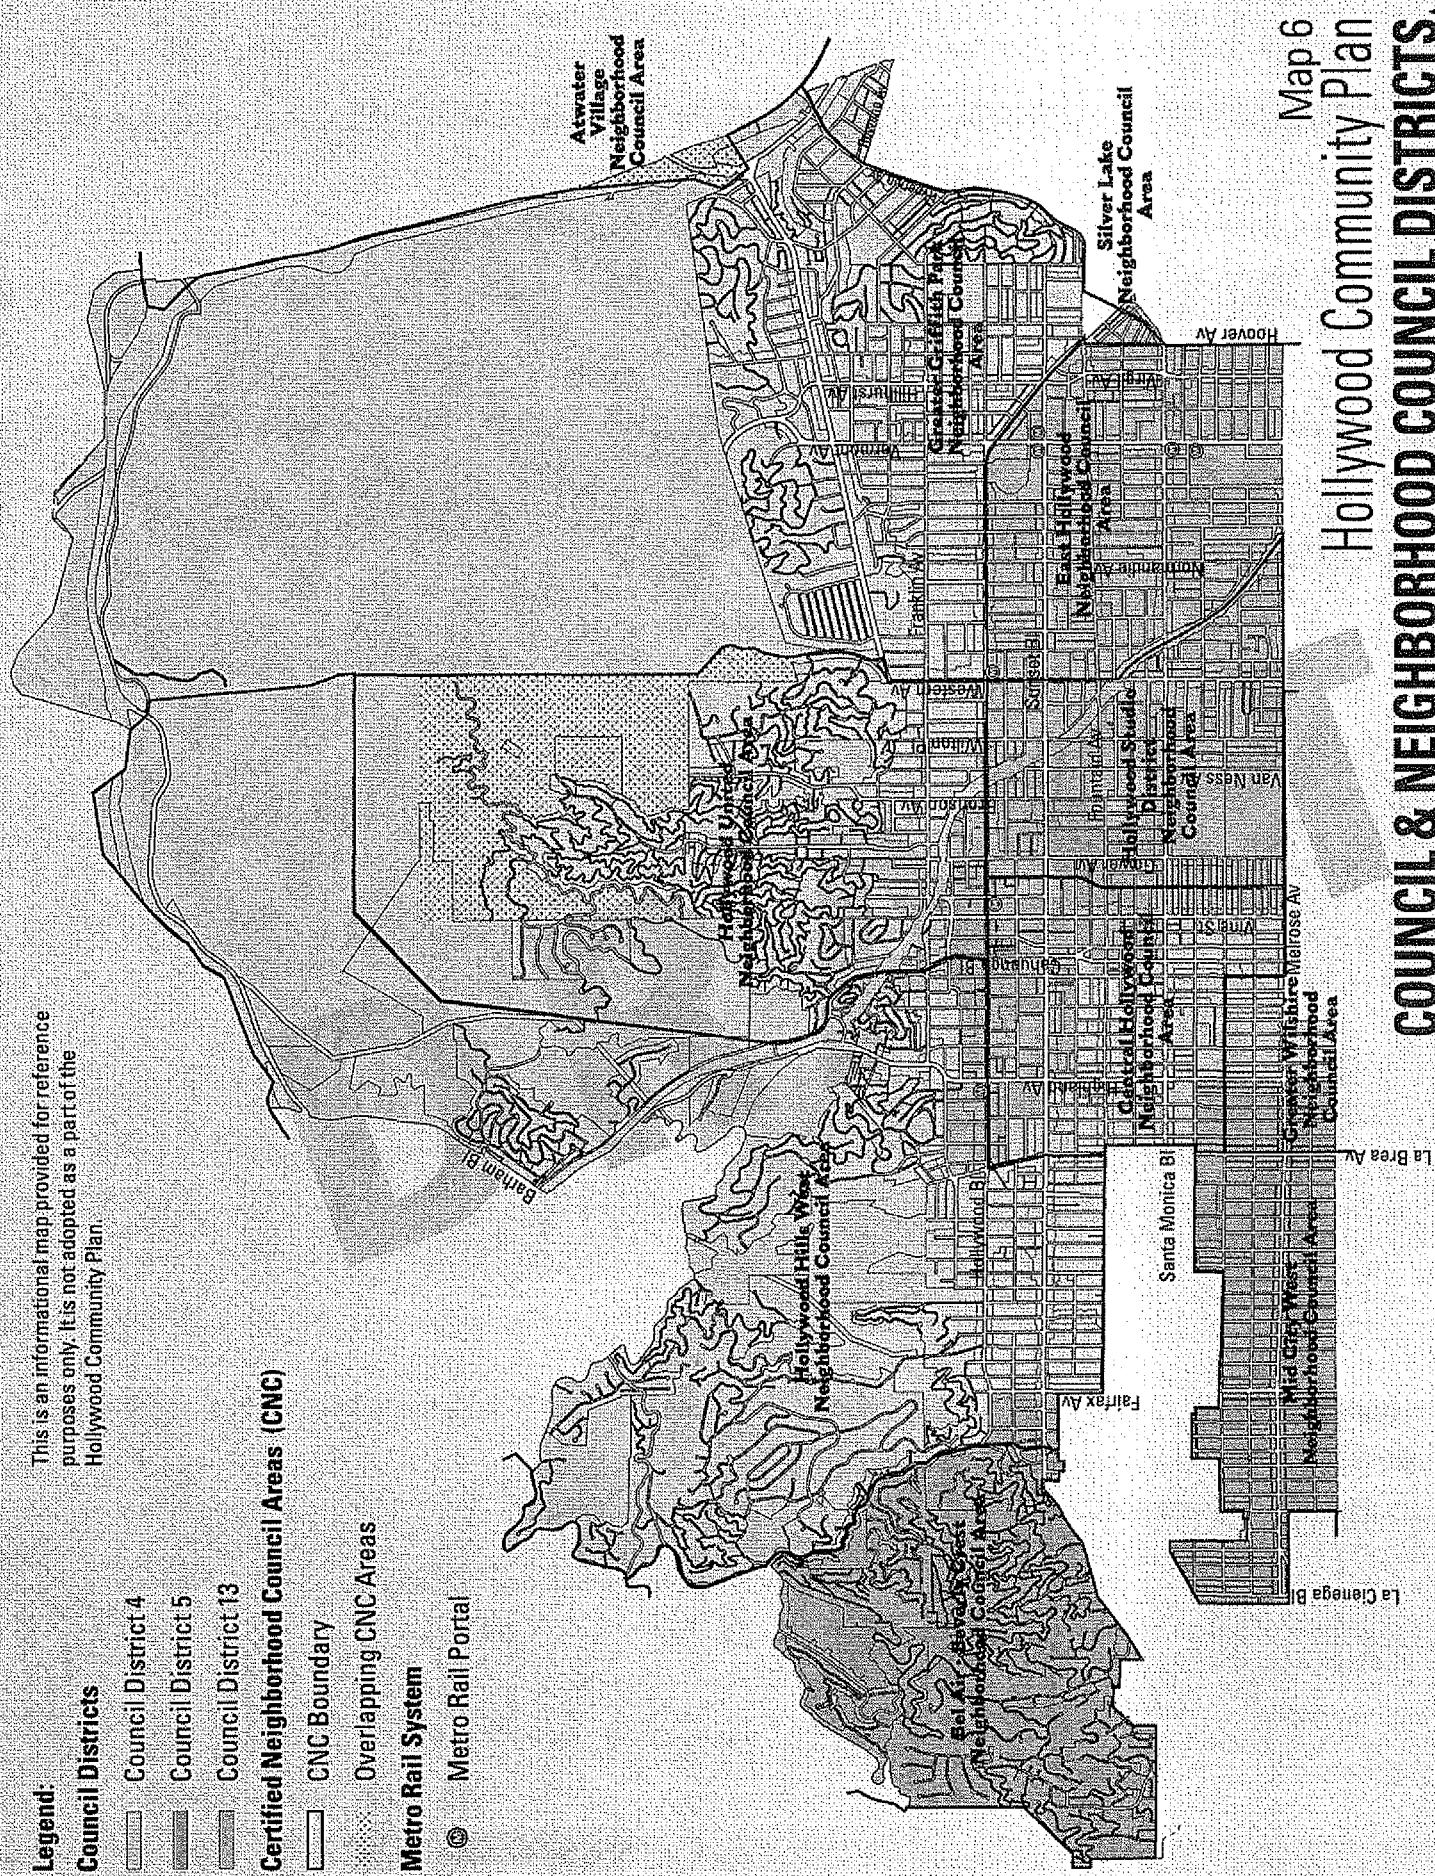 Map 6
Hollywood Community Plan
COUNCIL & NEIGHBORHOOD COUNCIL DISTRICTS
This is an informational map provided for reference
purposes only. It is not adopted as a part of the
Hollywood Community Plan.
Legend:
Council Districts
Council District 4
Council District 5
Council District 13
Certified Neighborhood Council Areas (CNC)
CNC Boundary
Overlapping CNC Areas
Metro Rail System
Metro Rail Portal
Atwater
Village
Neighborhood
Council Area
Silver Lake
Neighborhood Council
Area
Greater Griffith Park
Neighborhood Council
Area
East Hollywood
Neighborhood Council
Area
Hollywood United
Neighborhood Council Area
Hollywood Studio
District
Neighborhood
Council Area
Central Hollywood
Neighborhood Council
Area
Greater Wilshire
Neighborhood
Council Area
Hollywood Hills West
Neighborhood Council Area
Mid City West
Neighborhood Council Area
Bel Air - Beverly Crest
Neighborhood Council Area
Barham Bl
Hoover Av
Virgil Av
Hillhurst Av
Vermont Av
Normandie Av
Franklin Av
Western Av
Sunset Bl
Wilton Pl
Fountain Av
Van Ness Av
Bronson Av
Gower Av
Vine St
Melrose Av
Cahuenga Bl
Highland Av
La Brea Av
Santa Monica Bl
Hollywood Bl
Fairfax Av
La Cienega Bl